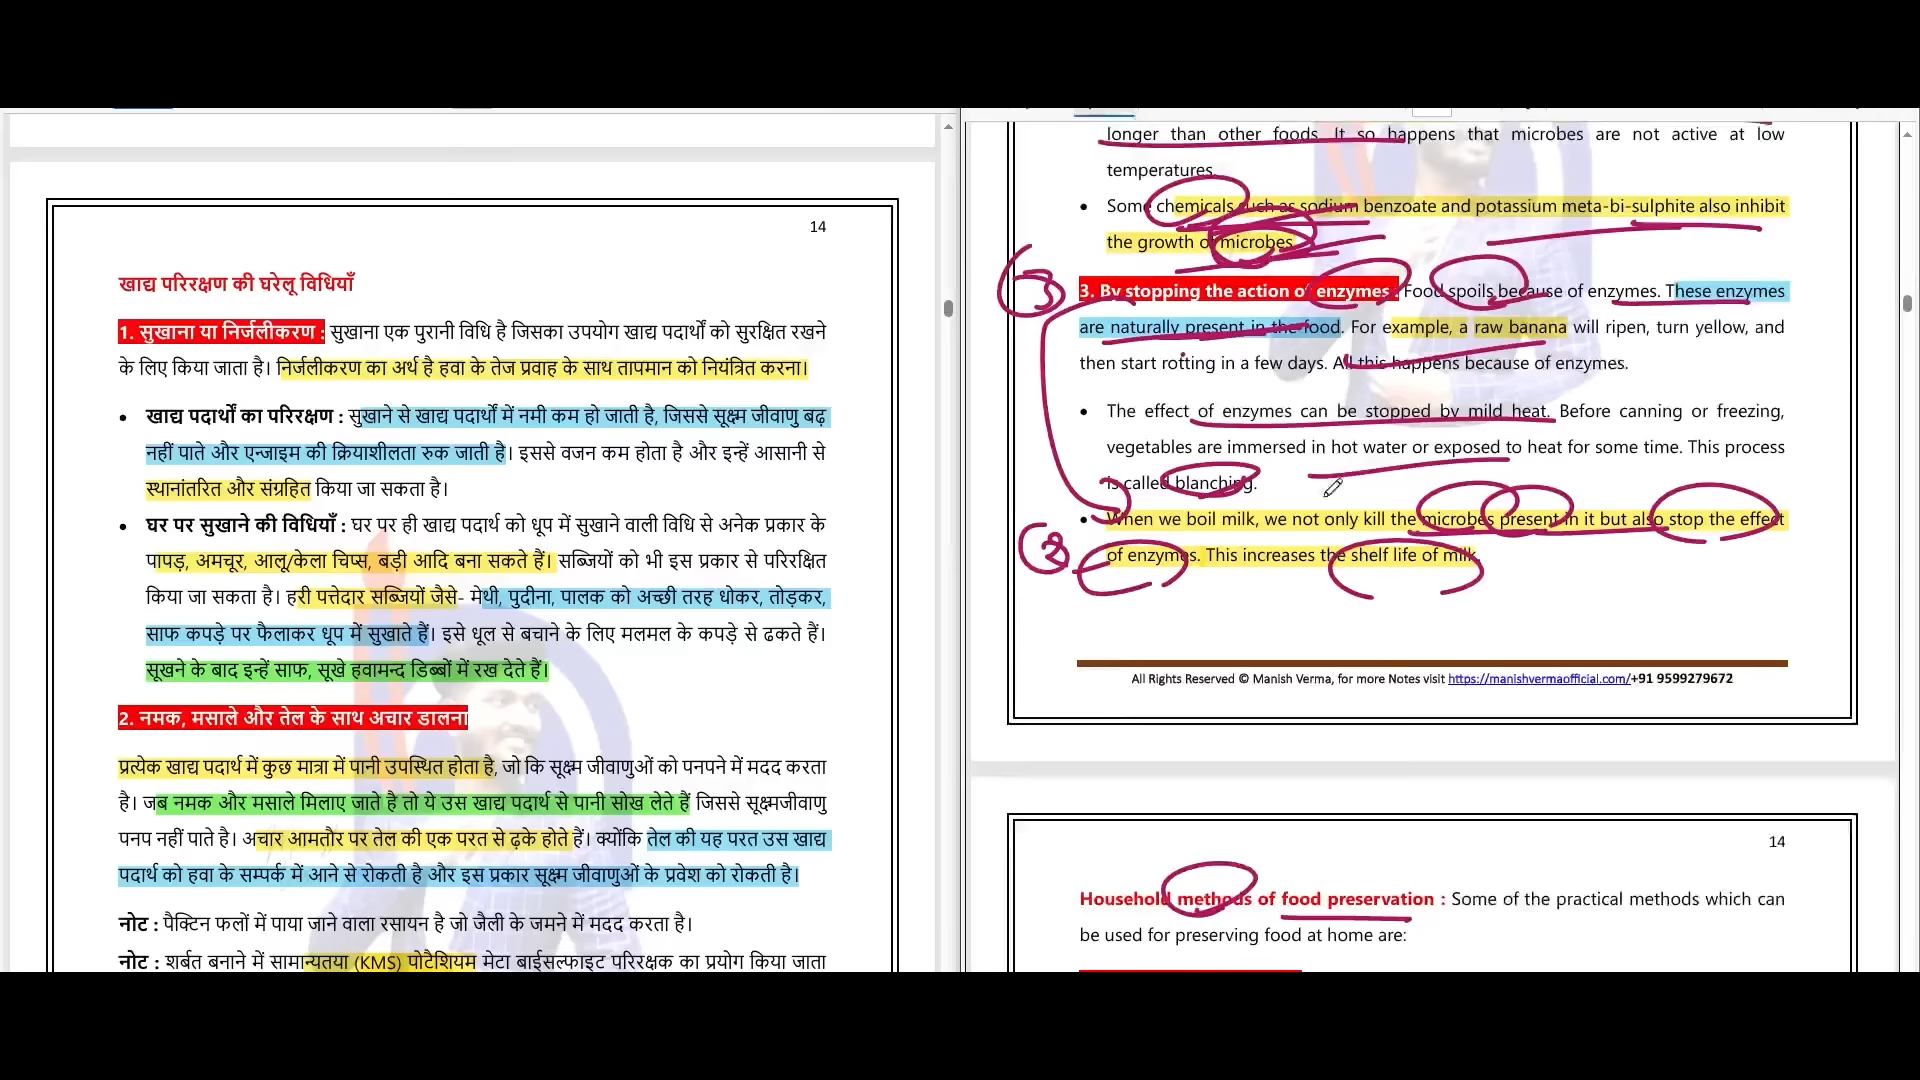 14
खाद्य परिरक्षण की घरेलू विधियाँ
1. सुखाना या निर्जलीकरण : सुखाना एक पुरानी विधि है जिसका उपयोग खाद्य पदार्थों को सुरक्षित रखने
के लिए किया जाता है। निर्जलीकरण का अर्थ है हवा के तेज प्रवाह के साथ तापमान को नियंत्रित करना।
• खाद्य पदार्थों का परिरक्षण : सुखाने से खाद्य पदार्थों में नमी कम हो जाती है, जिससे सूक्ष्म जीवाणु बढ़
नहीं पाते और एन्जाइम की क्रियाशीलता रुक जाती है। इससे वजन कम होता है और इन्हें आसानी से
स्थानांतरित और संग्रहित किया जा सकता है।
• घर पर सुखाने की विधियाँ : घर पर ही खाद्य पदार्थ को धूप में सुखाने वाली विधि से अनेक प्रकार के
पापड़, अमचूर, आलू/केला चिप्स, बड़ी आदि बना सकते हैं। सब्जियों को भी इस प्रकार से परिरक्षित
किया जा सकता है। हरी पत्तेदार सब्जियों जैसे- मेथी, पुदीना, पालक को अच्छी तरह धोकर, तोड़कर,
साफ कपड़े पर फैलाकर धूप में सुखाते हैं। इसे धूल से बचाने के लिए मलमल के कपड़े से ढकते हैं।
सूखने के बाद इन्हें साफ, सूखे हवामन्द डिब्बों में रख देते हैं।
2. नमक, मसाले और तेल के साथ अचार डालना
प्रत्येक खाद्य पदार्थ में कुछ मात्रा में पानी उपस्थित होता है, जो कि सूक्ष्म जीवाणुओं को पनपने में मदद करता
है। जब नमक और मसाले मिलाए जाते है तो ये उस खाद्य पदार्थ से पानी सोख लेते हैं जिससे सूक्ष्मजीवाणु
पनप नहीं पाते है। अचार आमतौर पर तेल की एक परत से ढ़के होते हैं। क्योंकि तेल की यह परत उस खाद्य
पदार्थ को हवा के सम्पर्क में आने से रोकती है और इस प्रकार सूक्ष्म जीवाणुओं के प्रवेश को रोकती है।
नोट : पैक्टिन फलों में पाया जाने वाला रसायन है जो जैली के जमने में मदद करता है।
नोट : शर्बत बनाने में सामान्यतया (KMS) पोटैशियम मेटा बाईसल्फाइट परिरक्षक का प्रयोग किया जाता
longer than other foods. It so happens that microbes are not active at low
temperatures.
• Some chemicals such as sodium benzoate and potassium meta-bi-sulphite also inhibit
the growth of microbes.
3
3. By stopping the action of enzymes : Food spoils because of enzymes. These enzymes
are naturally present in the food. For example, a raw banana will ripen, turn yellow, and
then start rotting in a few days. All this happens because of enzymes.
• The effect of enzymes can be stopped by mild heat. Before canning or freezing,
vegetables are immersed in hot water or exposed to heat for some time. This process
is called blanching.
• When we boil milk, we not only kill the microbes present in it but also stop the effect
of enzymes. This increases the shelf life of milk.
All Rights Reserved © Manish Verma, for more Notes visit https://manishvermaofficial.com/+91 9599279672
14
Household methods of food preservation : Some of the practical methods which can
be used for preserving food at home are: